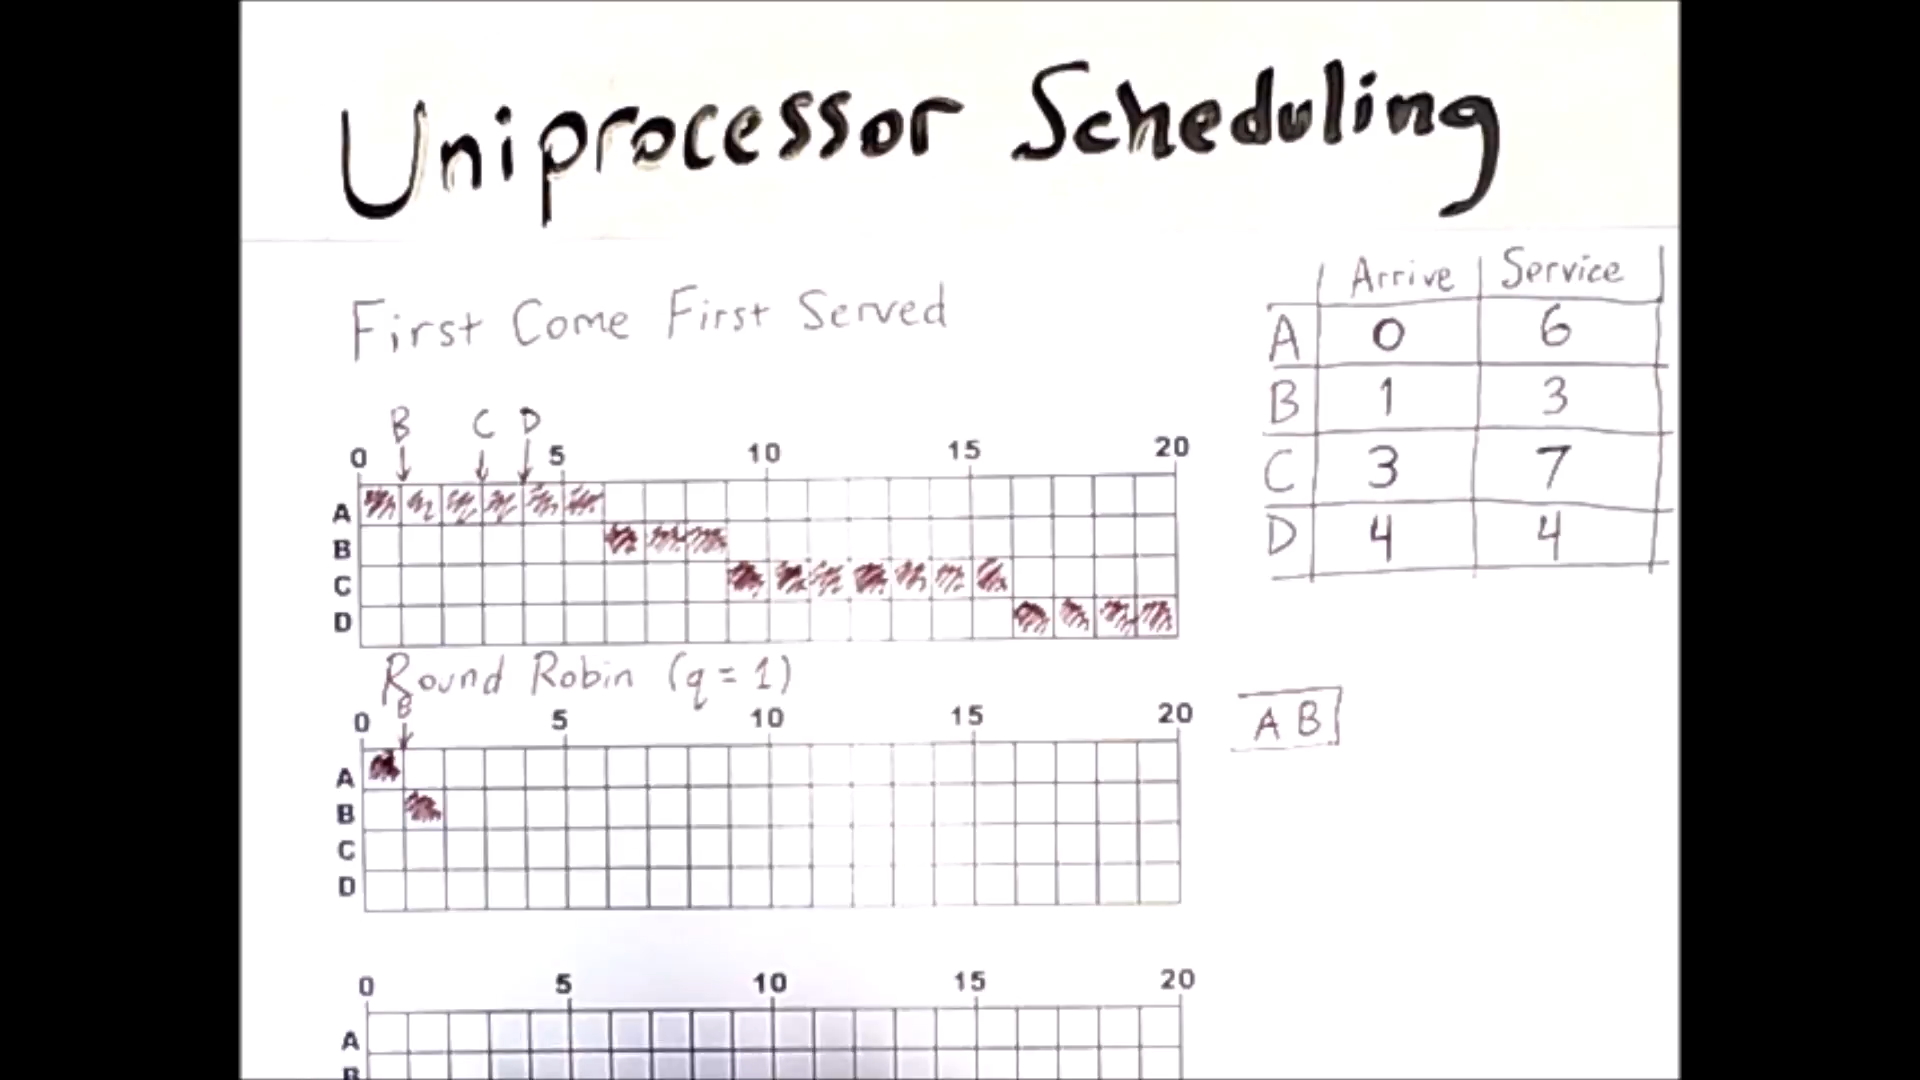 Uniprocessor Scheduling
First Come First Served
Arrive Service
A 0 6
B 1 3
C 3 7
D 4 4
B C D
0 5 10 15 20
A
B
C
D
Round Robin (q = 1)
B
0 5 10 15 20
A B
A
B
C
D
0 5 10 15 20
A
B